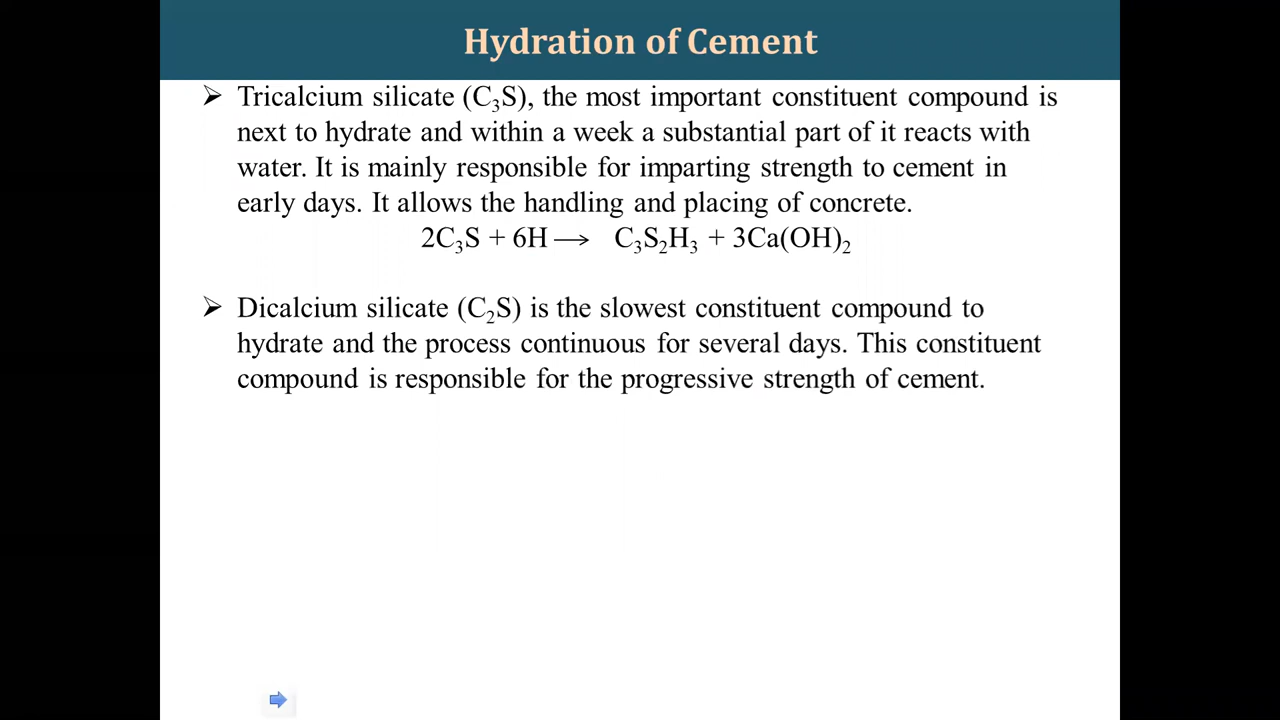 Hydration of Cement
➢ Tricalcium silicate (C₃S), the most important constituent compound is
next to hydrate and within a week a substantial part of it reacts with
water. It is mainly responsible for imparting strength to cement in
early days. It allows the handling and placing of concrete.
2C₃S + 6H ⟶ C₃S₂H₃ + 3Ca(OH)₂
➢ Dicalcium silicate (C₂S) is the slowest constituent compound to
hydrate and the process continuous for several days. This constituent
compound is responsible for the progressive strength of cement.